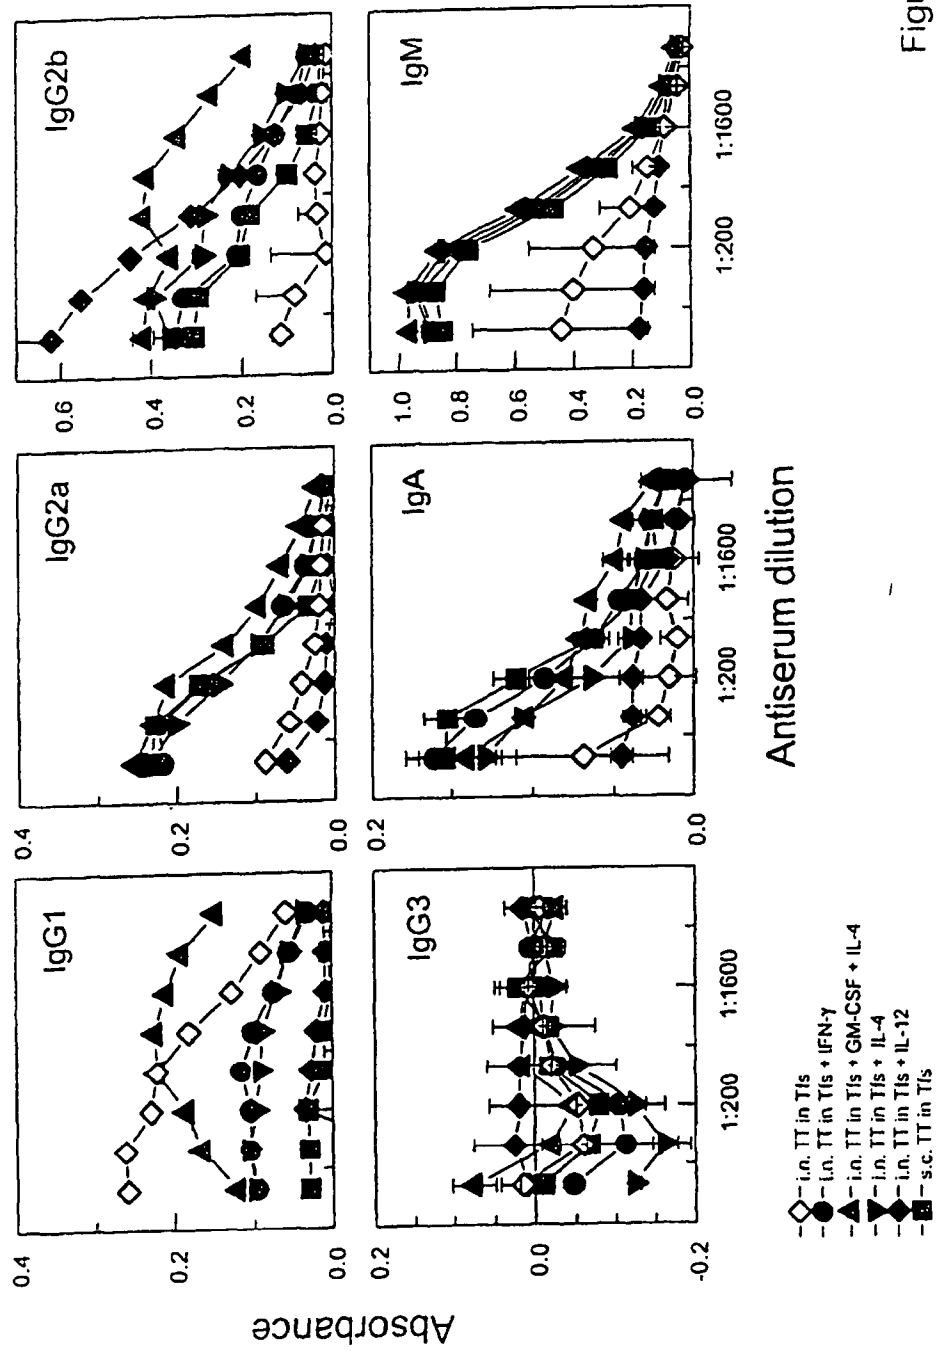 Absorbance
0.4
0.2
0.0
IgG1
0.4
0.2
0.0
IgG2a
0.6
0.4
0.2
0.0
IgG2b
0.2
0.0
-0.2
IgG3
1:200
1:1600
0.2
0.0
IgA
1:200
1:1600
1.0
0.8
0.6
0.4
0.2
0.0
IgM
1:200
1:1600
Antiserum dilution
i.n. TT in Tfs
i.n. TT in Tfs + IFN-γ
i.n. TT in Tfs + GM-CSF + IL-4
i.n. TT in Tfs + IL-4
i.n. TT in Tfs + IL-12
s.c. TT in Tfs